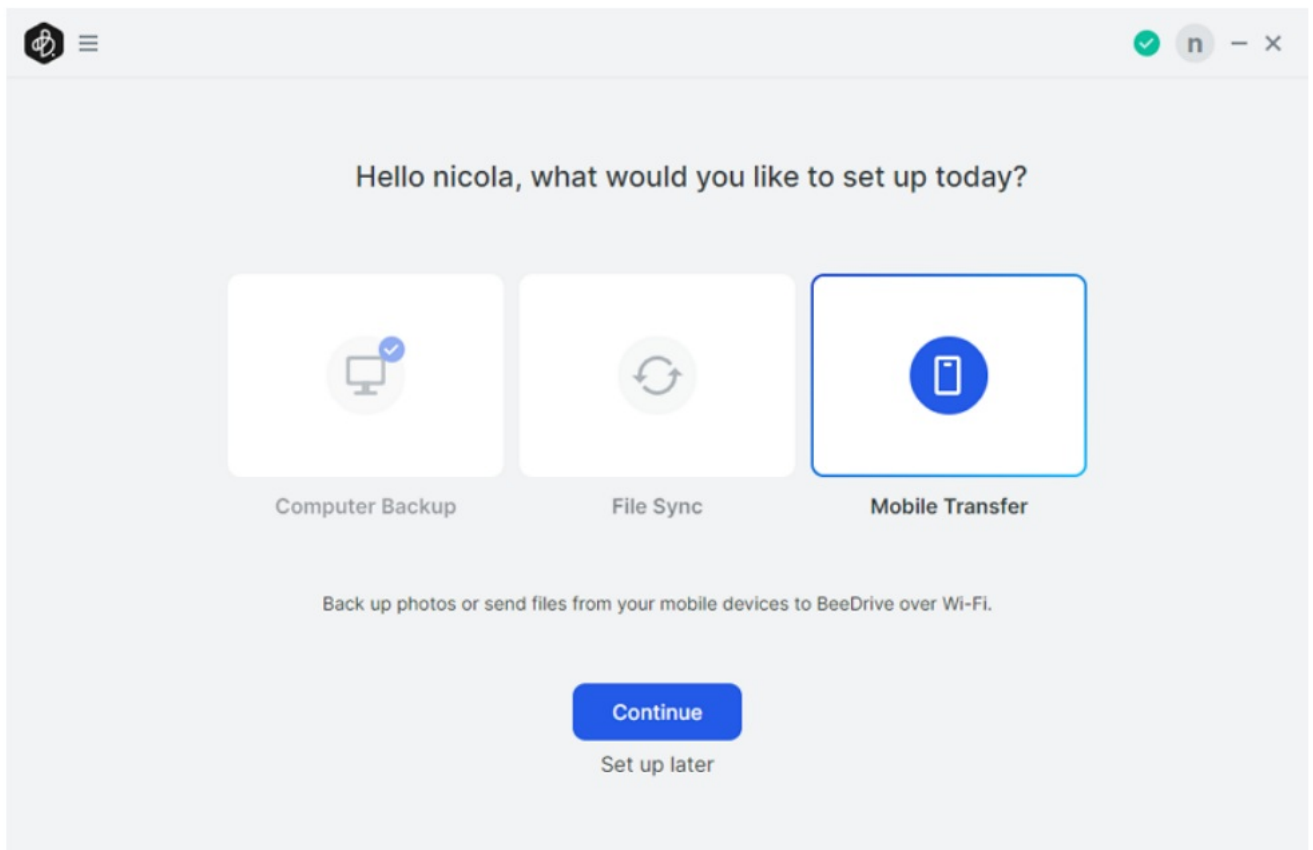 n
Hello nicola, what would you like to set up today?
Computer Backup
File Sync
Mobile Transfer
Back up photos or send files from your mobile devices to BeeDrive over Wi-Fi.
Continue
Set up later